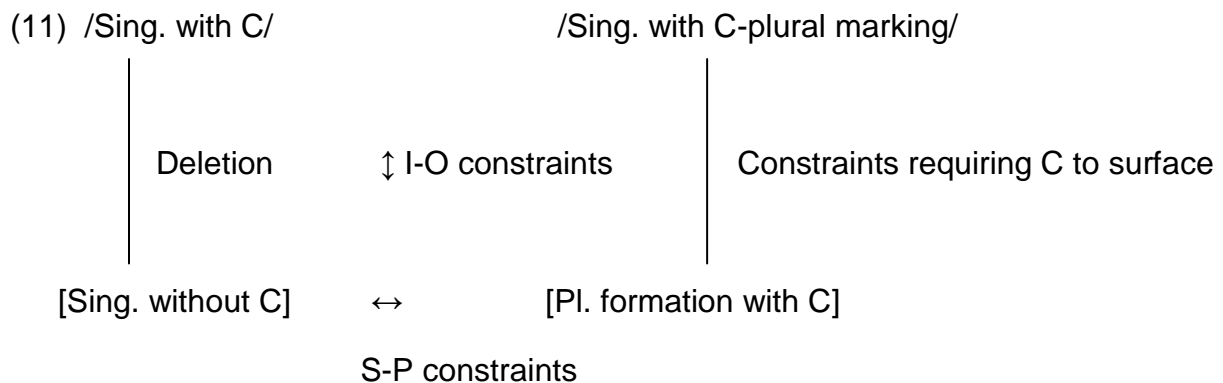 (11) /Sing. with C/ /Sing. with C-plural marking/
Deletion ↕ I-O constraints Constraints requiring C to surface
[Sing. without C] ↔ [Pl. formation with C]
S-P constraints